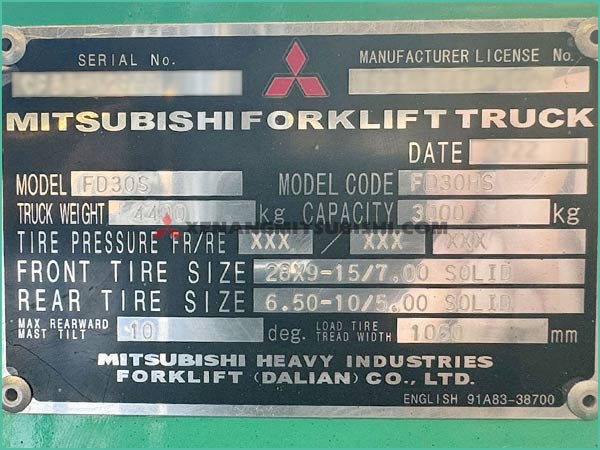 SERIAL No.
MANUFACTURER LICENSE No.
MITSUBISHI FORKLIFT TRUCK
DATE
MODEL FD30S MODEL CODE FD30HS
TRUCK WEIGHT 4400 kg CAPACITY 3000 kg
XENANGMITSUBISHI.COM
TIRE PRESSURE FR/RE XXX / XXX XXX
FRONT TIRE SIZE 28X9-15/7.00 SOLID
REAR TIRE SIZE 6.50-10/5.00 SOLID
MAX REARWARD MAST TILT 10 deg. LOAD TIRE TREAD WIDTH 1060 mm
MITSUBISHI HEAVY INDUSTRIES
FORKLIFT (DALIAN) CO., LTD.
ENGLISH 91A83-38700